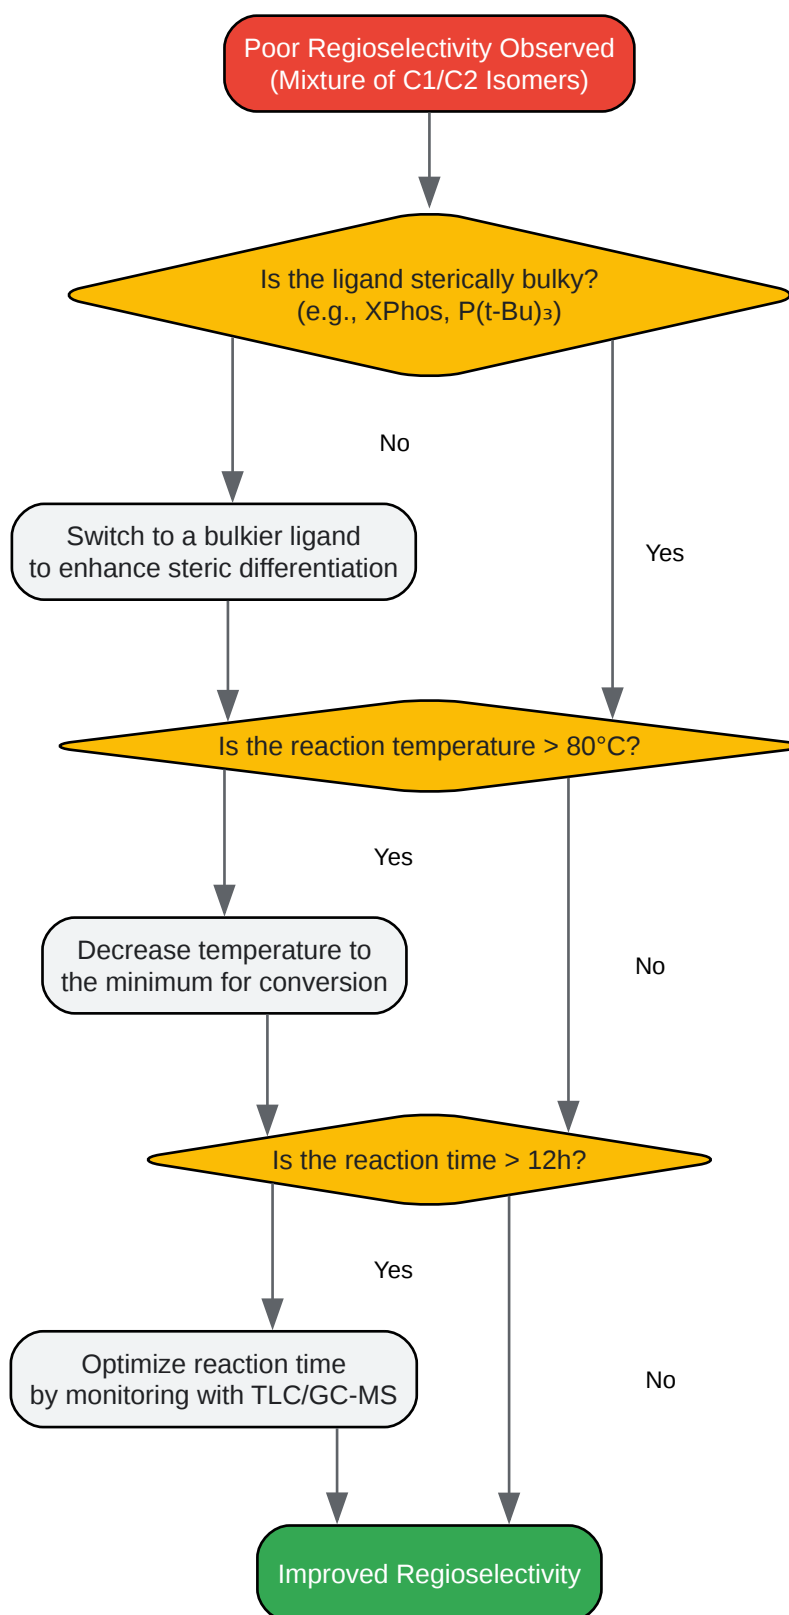 Poor Regioselectivity Observed
(Mixture of C1/C2 Isomers)
Is the ligand sterically bulky?
(e.g., XPhos, P(t-Bu)₃)
No
Switch to a bulkier ligand
to enhance steric differentiation
Yes
Is the reaction temperature > 80°C?
Yes
Decrease temperature to
the minimum for conversion
No
Is the reaction time > 12h?
Yes
Optimize reaction time
by monitoring with TLC/GC-MS
No
Improved Regioselectivity